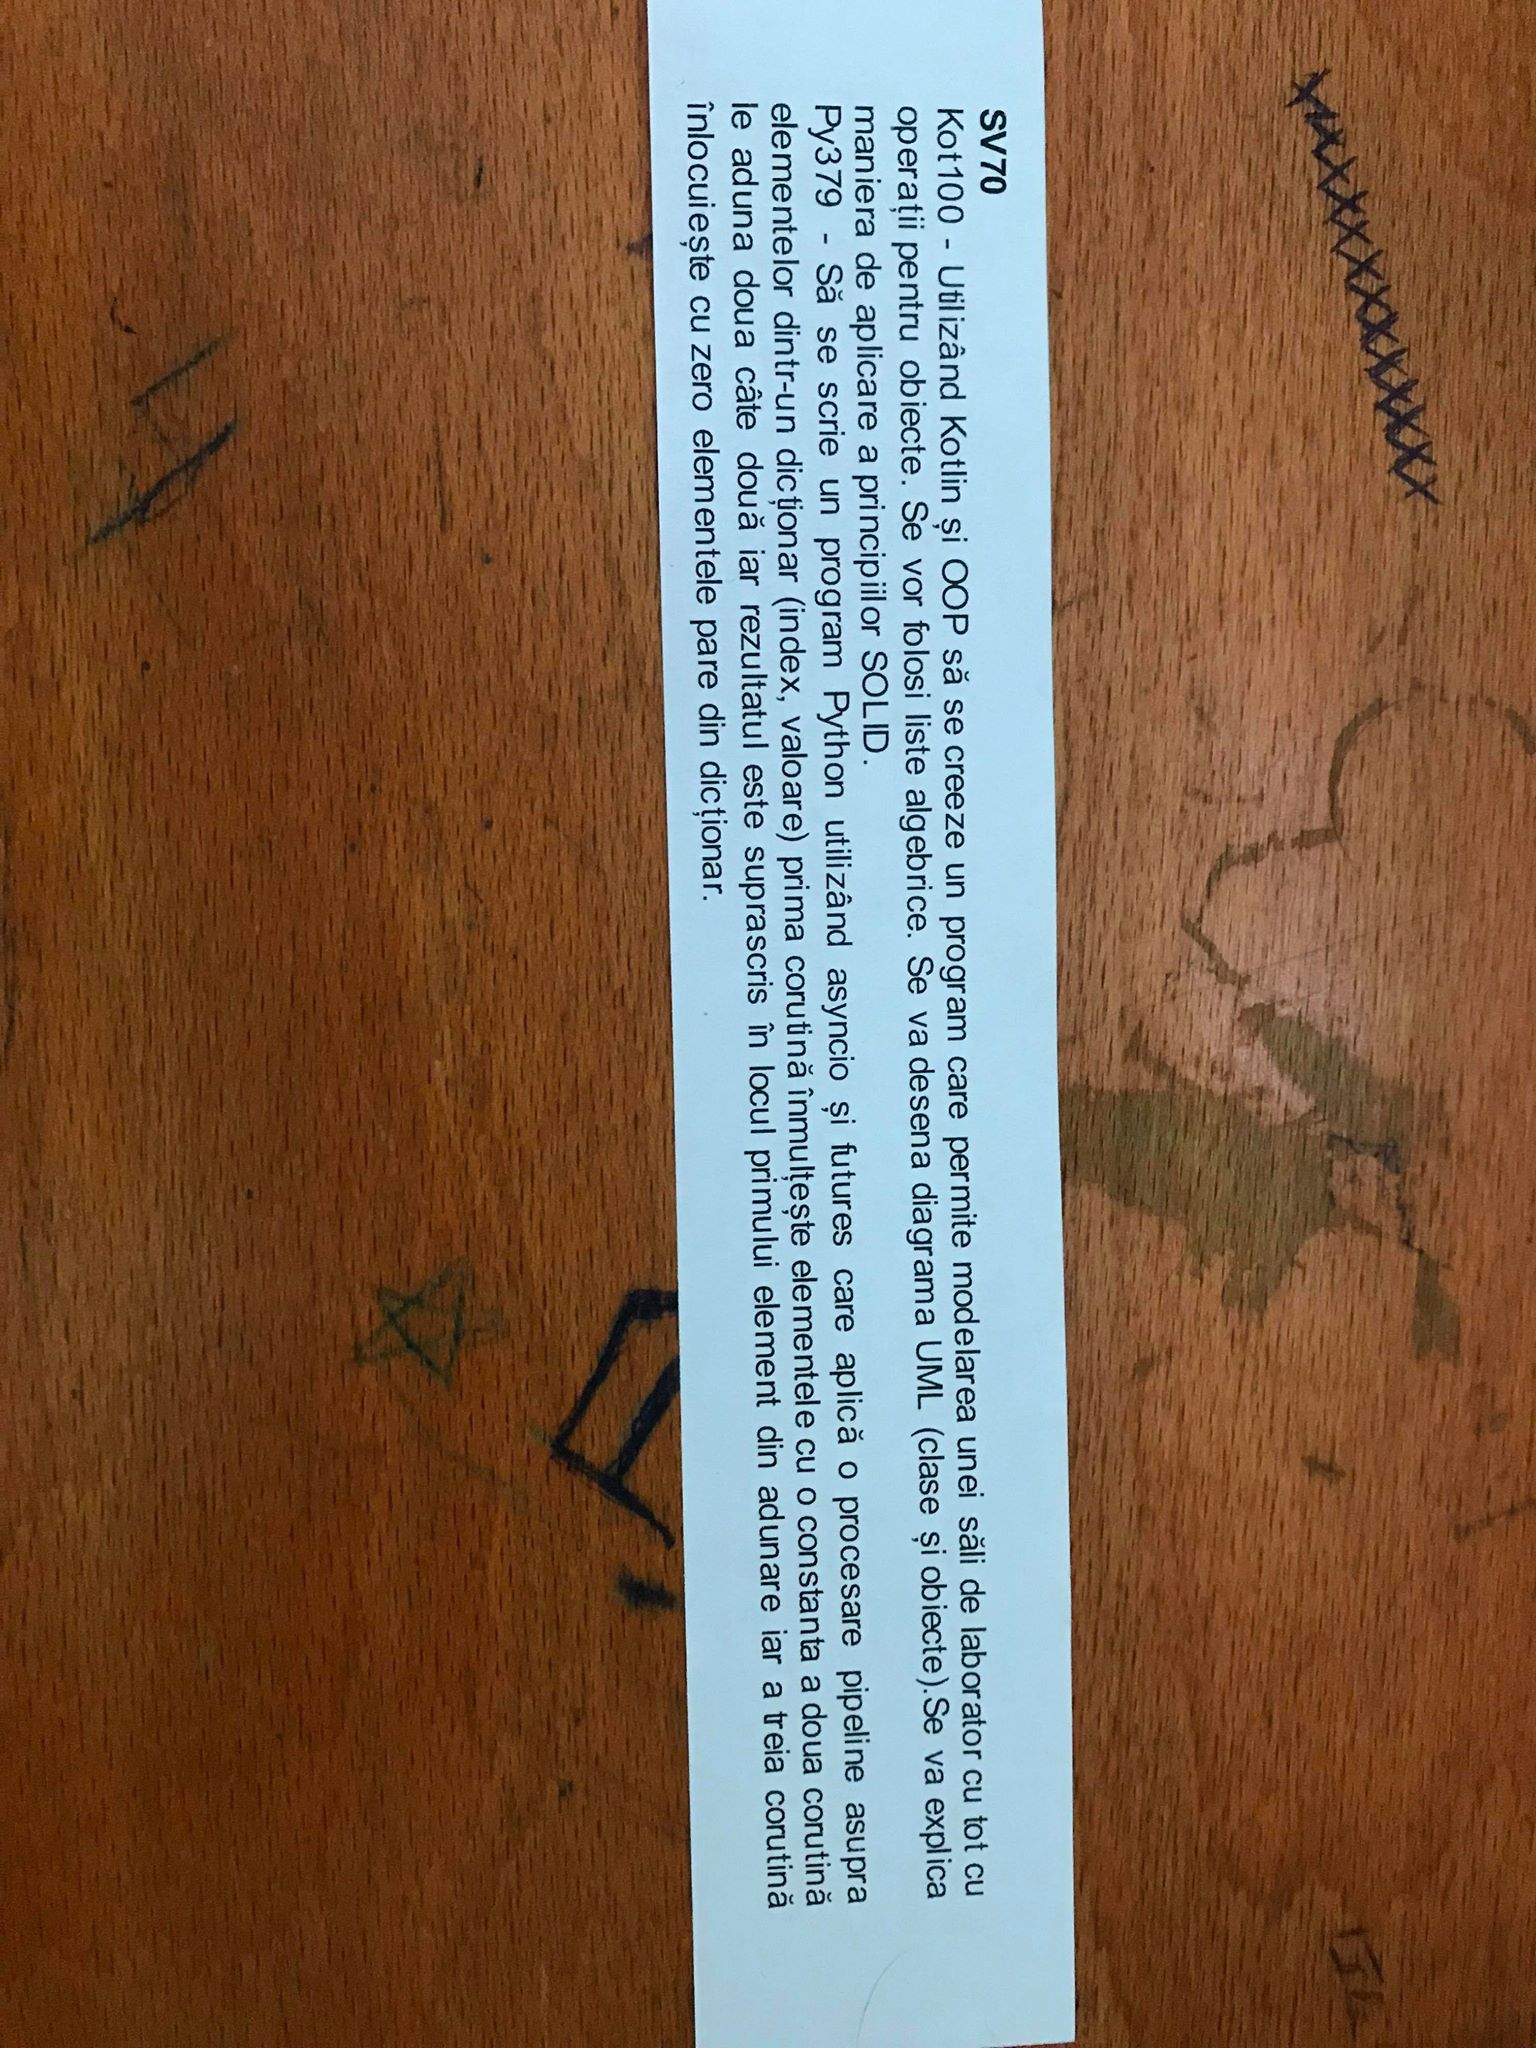 SV70
Kot100 - Utilizând Kotlin și OOP să se creeze un program care permite modelarea unei săli de laborator cu tot cu
operații pentru obiecte. Se vor folosi liste algebrice. Se va desena diagrama UML (clase și obiecte).Se va explica
maniera de aplicare a principiilor SOLID.
Py379 - Să se scrie un program Python utilizând asyncio și futures care aplică o procesare pipeline asupra
elementelor dintr-un dicționar (index, valoare) prima corutină înmulțește elementele cu o constanta a doua corutină
le aduna doua câte două iar rezultatul este suprascris în locul primului element din adunare iar a treia corutină
înlocuiește cu zero elementele pare din dicționar.